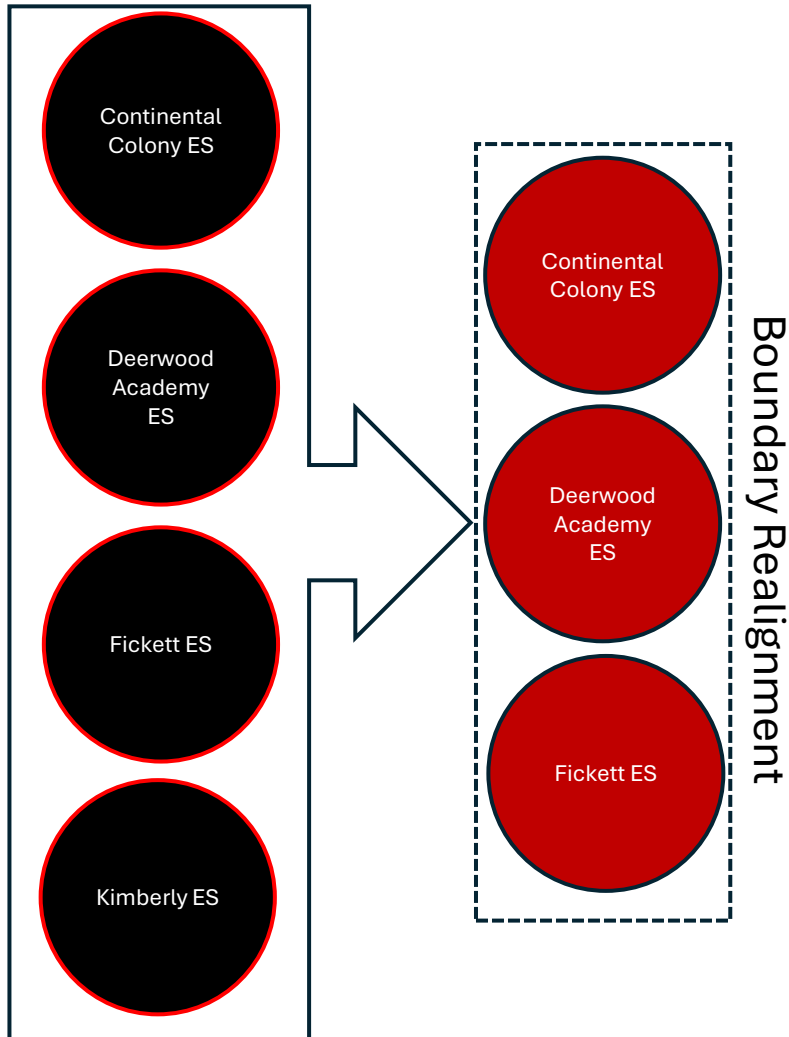 Continental
Colony ES
Deerwood
Academy
ES
Fickett ES
Kimberly ES
Continental
Colony ES
Deerwood
Academy
ES
Fickett ES
Boundary Realignment